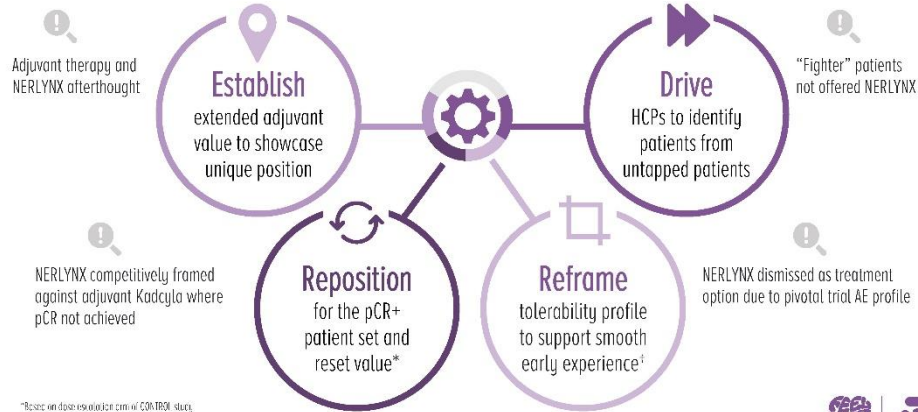 Adjuvant therapy and
NERLYNX afterthought
Establish
extended adjuvant
value to showcase
unique position
Drive
HCPs to identify
patients from
untapped patients
"Fighter" patients
not offered NERLYNX
NERLYNX competitively framed
against adjuvant Kadcyla where
pCR not achieved
Reposition
for the pCR+
patient set and
reset value*
Reframe
tolerability profile
to support smooth
early experience†
NERLYNX dismissed as treatment
option due to pivotal trial AE profile
*Based on dose escalation arm of CONTROL study